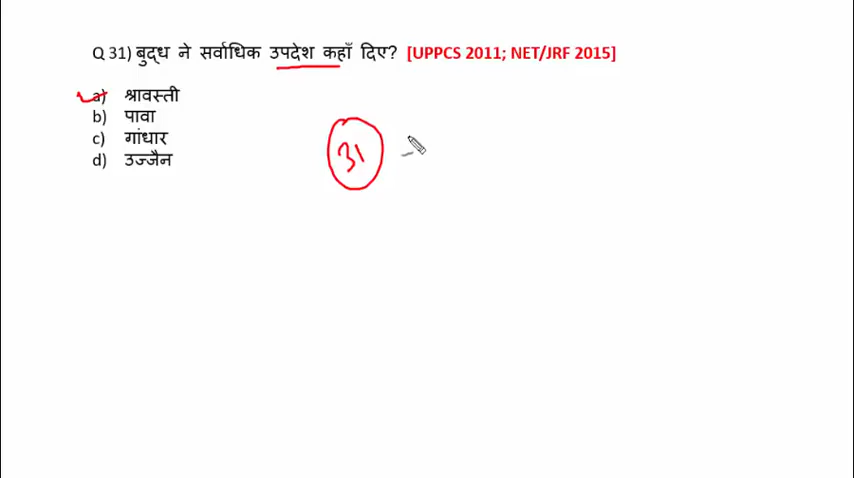 Q 31) बुद्ध ने सर्वाधिक उपदेश कहाँ दिए? [UPPCS 2011; NET/JRF 2015]
a) श्रावस्ती
b) पावा
c) गांधार
d) उज्जैन
31